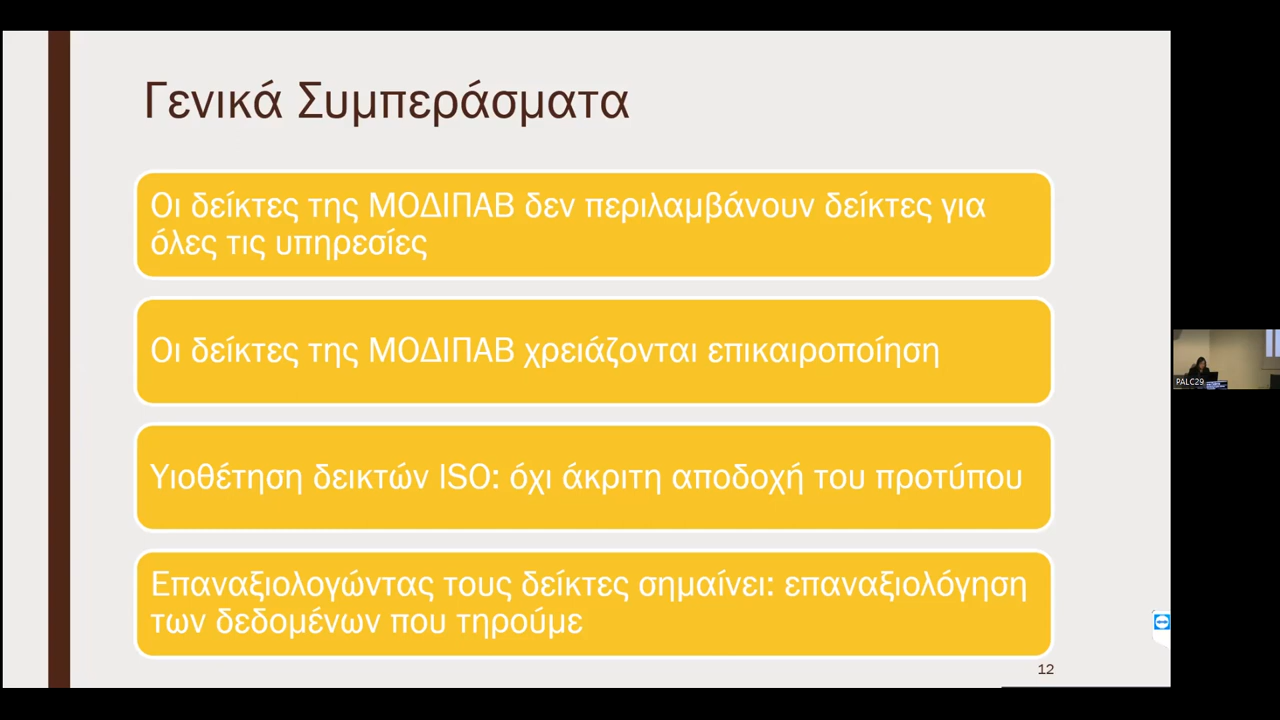 Γενικά Συμπεράσματα
Οι δείκτες της ΜΟΔΙΠΑΒ δεν περιλαμβάνουν δείκτες για
όλες τις υπηρεσίες
Οι δείκτες της ΜΟΔΙΠΑΒ χρειάζονται επικαιροποίηση
Υιοθέτηση δεικτών ISO: όχι άκριτη αποδοχή του προτύπου
Επαναξιολογώντας τους δείκτες σημαίνει: επαναξιολόγηση
των δεδομένων που τηρούμε
12
PALC29